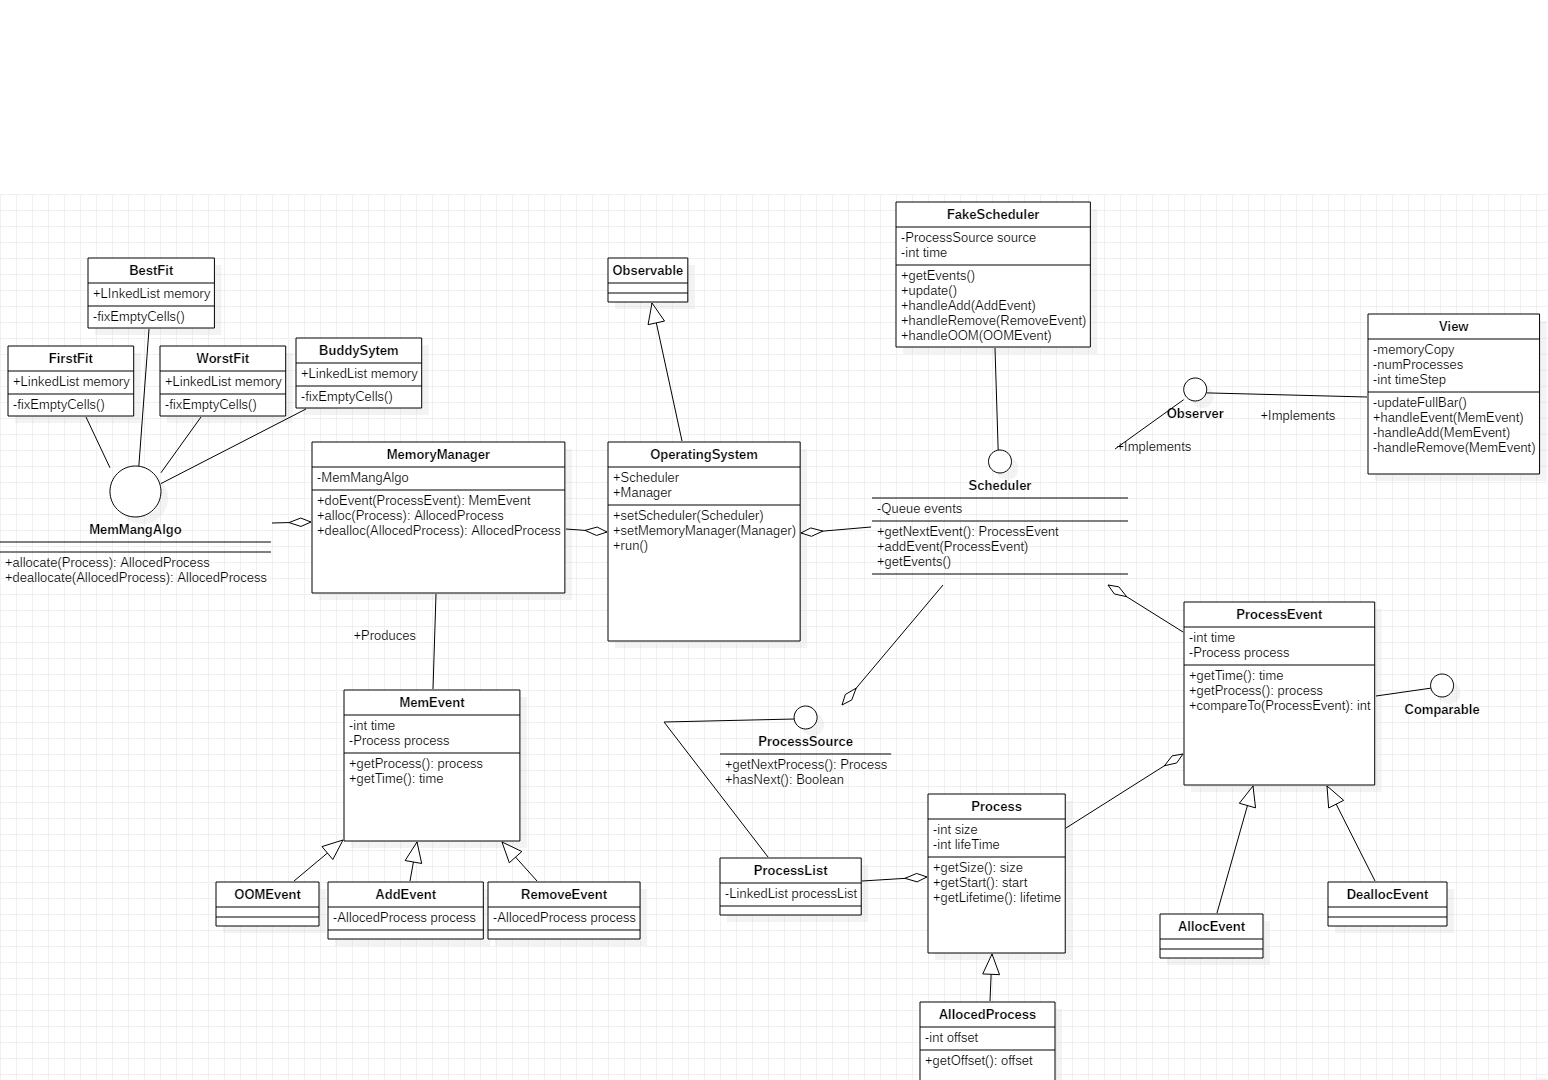 FakeScheduler
-ProcessSource source
-int time
+getEvents()
+update()
+handleAdd(AddEvent)
+handleRemove(RemoveEvent)
+handleOOM(OOMEvent)
BestFit
+LInkedList memory
-fixEmptyCells()
Observable
FirstFit
+LinkedList memory
-fixEmptyCells()
WorstFit
+LinkedList memory
-fixEmptyCells()
BuddySytem
+LinkedList memory
-fixEmptyCells()
View
-memoryCopy
-numProcesses
-int timeStep
-updateFullBar()
+handleEvent(MemEvent)
-handleAdd(MemEvent)
-handleRemove(MemEvent)
Observer
+Implements
+Implements
MemMangAlgo
+allocate(Process): AllocedProcess
+deallocate(AllocedProcess): AllocedProcess
MemoryManager
-MemMangAlgo
+doEvent(ProcessEvent): MemEvent
+alloc(Process): AllocedProcess
+dealloc(AllocedProcess): AllocedProcess
OperatingSystem
+Scheduler
+Manager
+setScheduler(Scheduler)
+setMemoryManager(Manager)
+run()
Scheduler
-Queue events
+getNextEvent(): ProcessEvent
+addEvent(ProcessEvent)
+getEvents()
+Produces
ProcessEvent
-int time
-Process process
+getTime(): time
+getProcess(): process
+compareTo(ProcessEvent): int
Comparable
MemEvent
-int time
-Process process
+getProcess(): process
+getTime(): time
ProcessSource
+getNextProcess(): Process
+hasNext(): Boolean
Process
-int size
-int lifeTime
+getSize(): size
+getStart(): start
+getLifetime(): lifetime
ProcessList
-LinkedList processList
OOMEvent
AddEvent
-AllocedProcess process
RemoveEvent
-AllocedProcess process
AllocEvent
DeallocEvent
AllocedProcess
-int offset
+getOffset(): offset